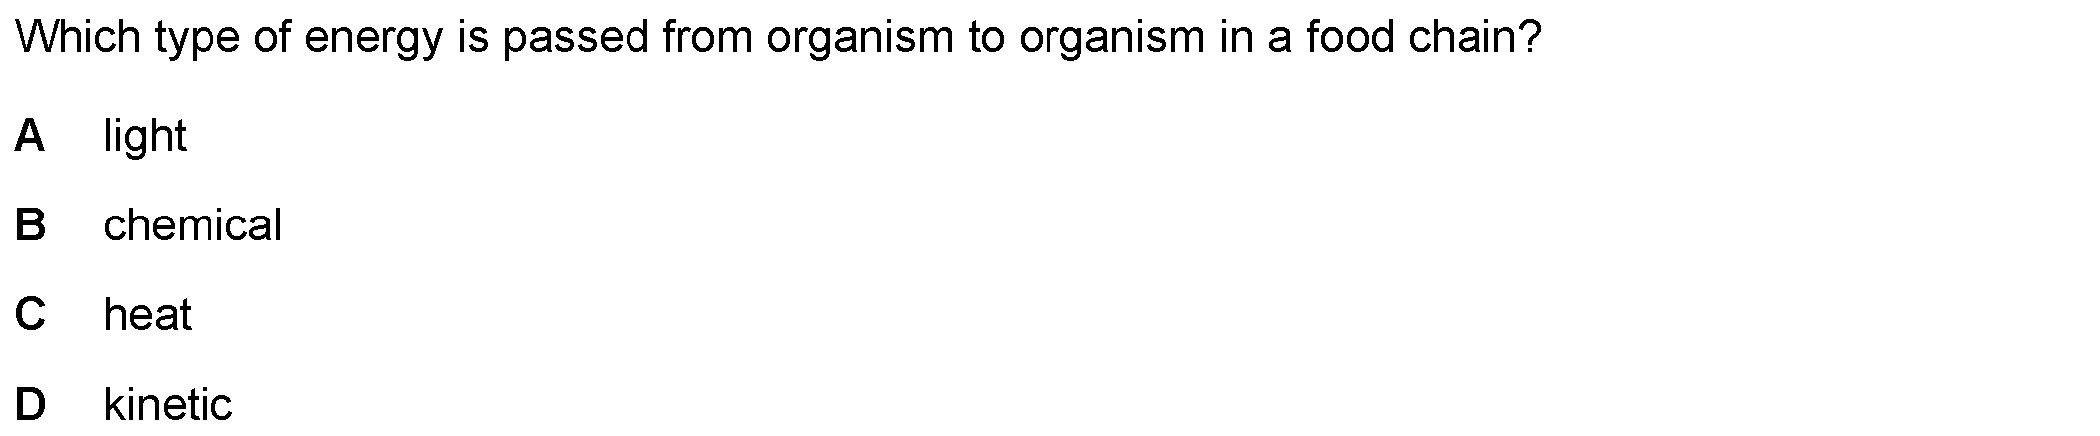 Which type of energy is passed from organism to organism in a food chain?
A light
B chemical
C heat
D kinetic